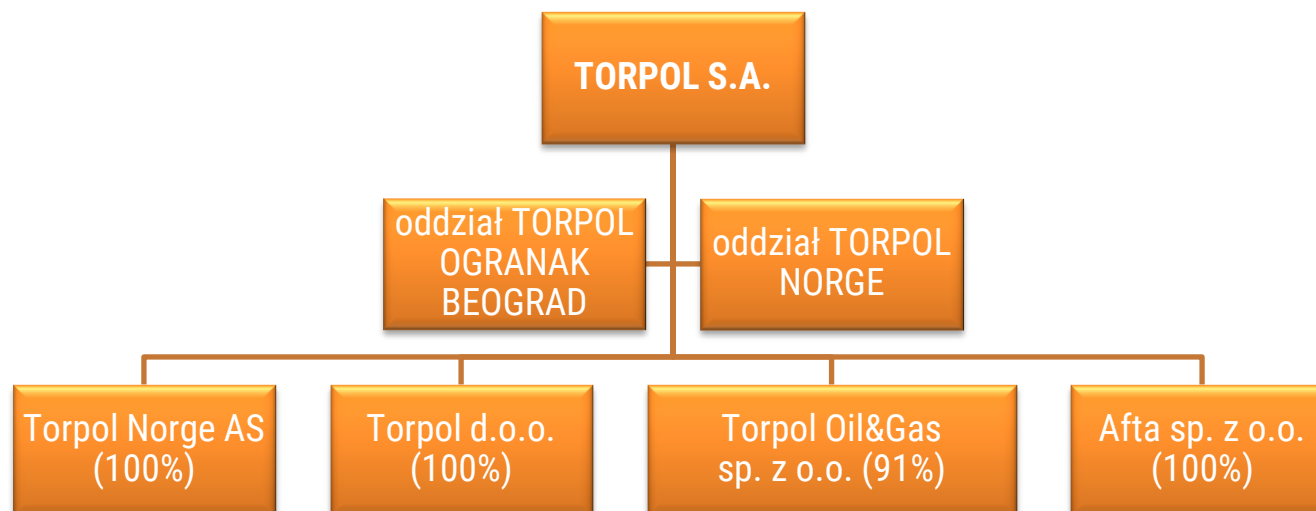 TORPOL S.A.
oddział TORPOL
OGRANAK
BEOGRAD
oddział TORPOL
NORGE
Torpol Norge AS
(100%)
Torpol d.o.o.
(100%)
Torpol Oil&Gas
sp. z o.o. (91%)
Afta sp. z o.o.
(100%)